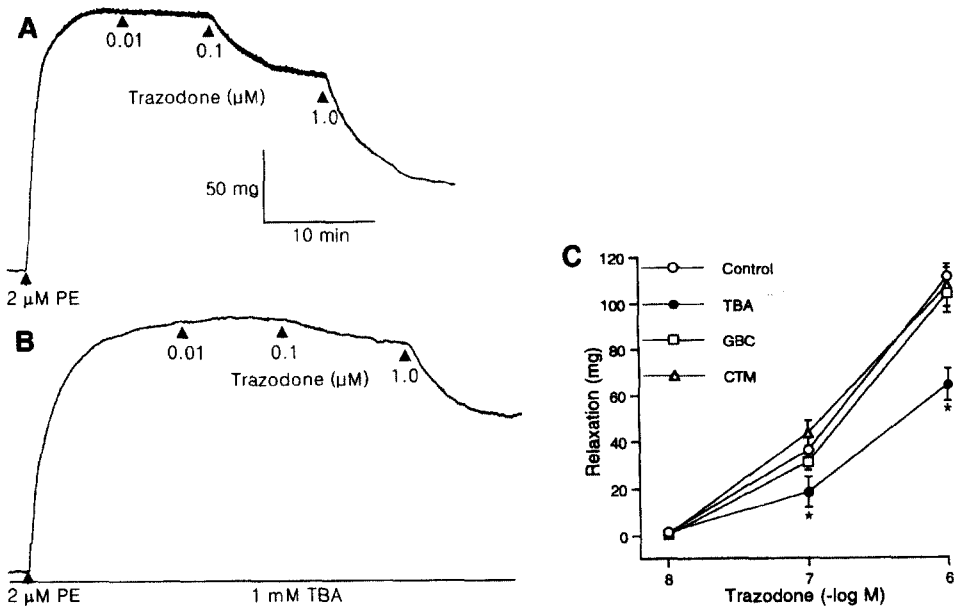 A
0.01
0.1
Trazodone (µM)
1.0
50 mg
10 min
2 µM PE
B
0.01
0.1
Trazodone (µM)
1.0
2 µM PE
1 mM TBA
C
Control
TBA
GBC
CTM
120
100
80
60
40
20
0
Relaxation (mg)
*
*
8
7
6
Trazodone (-log M)